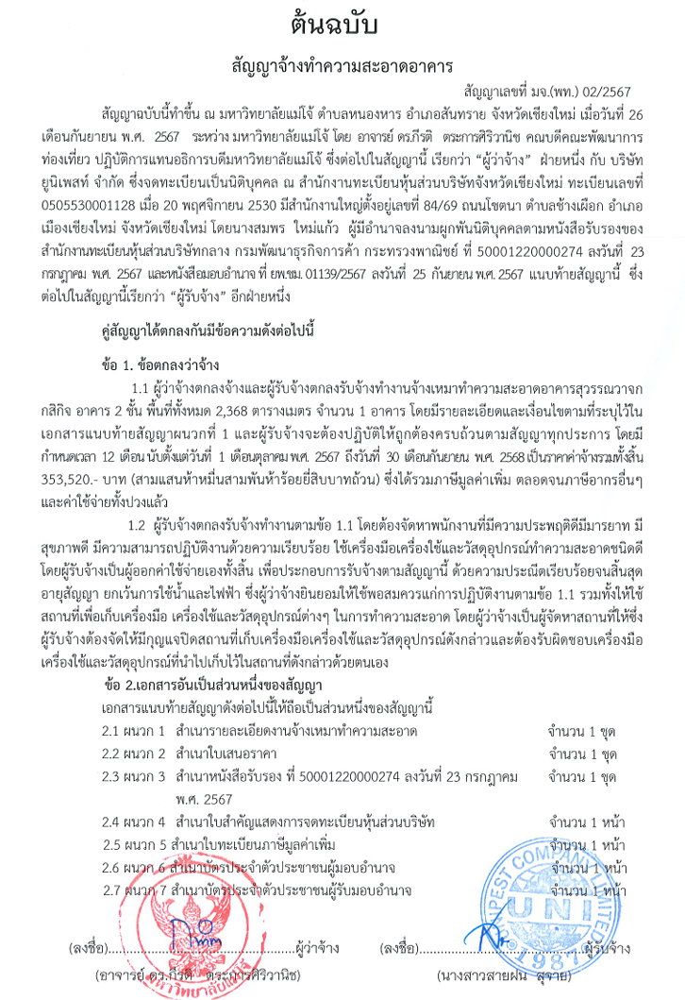 ต้นฉบับ
สัญญาจ้างทำความสะอาดอาคาร
สัญญาเลขที่ มจ.(พท.) 02/2567
สัญญาฉบับนี้ทำขึ้น ณ มหาวิทยาลัยแม่โจ้ ตำบลหนองหาร อำเภอสันทราย จังหวัดเชียงใหม่ เมื่อวันที่ 26
เดือนกันยายน พ.ศ. 2567 ระหว่าง มหาวิทยาลัยแม่โจ้ โดย อาจารย์ ดร.กีรติ ตระการศิริวานิช คณบดีคณะพัฒนาการ
ท่องเที่ยว ปฏิบัติการแทนอธิการบดีมหาวิทยาลัยแม่โจ้ ซึ่งต่อไปในสัญญานี้ เรียกว่า “ผู้ว่าจ้าง” ฝ่ายหนึ่ง กับ บริษัท
ยูนิเพสท์ จำกัด ซึ่งจดทะเบียนเป็นนิติบุคคล ณ สำนักงานทะเบียนหุ้นส่วนบริษัทจังหวัดเชียงใหม่ ทะเบียนเลขที่
0505530001128 เมื่อ 20 พฤศจิกายน 2530 มีสำนักงานใหญ่ตั้งอยู่เลขที่ 84/69 ถนนโชตนา ตำบลช้างเผือก อำเภอ
เมืองเชียงใหม่ จังหวัดเชียงใหม่ โดยนางสมพร ใหม่แก้ว ผู้มีอำนาจลงนามผูกพันนิติบุคคลตามหนังสือรับรองของ
สำนักงานทะเบียนหุ้นส่วนบริษัทกลาง กรมพัฒนาธุรกิจการค้า กระทรวงพาณิชย์ ที่ 50001220000274 ลงวันที่ 23
กรกฎาคม พ.ศ. 2567 และหนังสือมอบอำนาจ ที่ ยพ.ชม. 01139/2567 ลงวันที่ 25 กันยายน พ.ศ. 2567 แนบท้ายสัญญานี้ ซึ่ง
ต่อไปในสัญญานี้เรียกว่า “ผู้รับจ้าง” อีกฝ่ายหนึ่ง
คู่สัญญาได้ตกลงกันมีข้อความดังต่อไปนี้
ข้อ 1. ข้อตกลงว่าจ้าง
1.1 ผู้ว่าจ้างตกลงจ้างและผู้รับจ้างตกลงรับจ้างทำงานจ้างเหมาทำความสะอาดอาคารสุวรรณวาจก
กสิกิจ อาคาร 2 ชั้น พื้นที่ทั้งหมด 2,368 ตารางเมตร จำนวน 1 อาคาร โดยมีรายละเอียดและเงื่อนไขตามที่ระบุไว้ใน
เอกสารแนบท้ายสัญญาผนวกที่ 1 และผู้รับจ้างจะต้องปฏิบัติให้ถูกต้องครบถ้วนตามสัญญาทุกประการ โดยมี
กำหนดเวลา 12 เดือน นับตั้งแต่วันที่ 1 เดือนตุลาคม พ.ศ. 2567 ถึงวันที่ 30 เดือนกันยายน พ.ศ. 2568 เป็นราคาค่าจ้างรวมทั้งสิ้น
353,520.- บาท (สามแสนห้าหมื่นสามพันห้าร้อยยี่สิบบาทถ้วน) ซึ่งได้รวมภาษีมูลค่าเพิ่ม ตลอดจนภาษีอากรอื่นๆ
และค่าใช้จ่ายทั้งปวงแล้ว
1.2 ผู้รับจ้างตกลงรับจ้างทำงานตามข้อ 1.1 โดยต้องจัดหาพนักงานที่มีความประพฤติดีมีมารยาท มี
สุขภาพดี มีความสามารถปฏิบัติงานด้วยความเรียบร้อย ใช้เครื่องมือเครื่องใช้และวัสดุอุปกรณ์ทำความสะอาดชนิดดี
โดยผู้รับจ้างเป็นผู้ออกค่าใช้จ่ายเองทั้งสิ้น เพื่อประกอบการรับจ้างตามสัญญานี้ ด้วยความประณีตเรียบร้อยจนสิ้นสุด
อายุสัญญา ยกเว้นการใช้น้ำและไฟฟ้า ซึ่งผู้ว่าจ้างยินยอมให้ใช้พอสมควรแก่การปฏิบัติงานตามข้อ 1.1 รวมทั้งให้ใช้
สถานที่เพื่อเก็บเครื่องมือ เครื่องใช้และวัสดุอุปกรณ์ต่างๆ ในการทำความสะอาด โดยผู้ว่าจ้างเป็นผู้จัดหาสถานที่ให้ซึ่ง
ผู้รับจ้างต้องจัดให้มีกุญแจปิดสถานที่เก็บเครื่องมือเครื่องใช้และวัสดุอุปกรณ์ดังกล่าวและต้องรับผิดชอบเครื่องมือ
เครื่องใช้และวัสดุอุปกรณ์ที่นำไปเก็บไว้ในสถานที่ดังกล่าวด้วยตนเอง
ข้อ 2.เอกสารอันเป็นส่วนหนึ่งของสัญญา
เอกสารแนบท้ายสัญญาดังต่อไปนี้ให้ถือเป็นส่วนหนึ่งของสัญญานี้
2.1 ผนวก 1 สำเนารายละเอียดงานจ้างเหมาทำความสะอาด จำนวน 1 ชุด
2.2 ผนวก 2 สำเนาใบเสนอราคา จำนวน 1 ชุด
2.3 ผนวก 3 สำเนาหนังสือรับรอง ที่ 50001220000274 ลงวันที่ 23 กรกฎาคม จำนวน 1 ชุด
พ.ศ. 2567
2.4 ผนวก 4 สำเนาใบสำคัญแสดงการจดทะเบียนหุ้นส่วนบริษัท จำนวน 1 หน้า
2.5 ผนวก 5 สำเนาใบทะเบียนภาษีมูลค่าเพิ่ม จำนวน 1 หน้า
2.6 ผนวก 6 สำเนาบัตรประจำตัวประชาชนผู้มอบอำนาจ จำนวน 1 หน้า
2.7 ผนวก 7 สำเนาบัตรประจำตัวประชาชนผู้รับมอบอำนาจ จำนวน 1 หน้า
UNIPEST COMPANY LIMITED
UNI
1987
มหาวิทยาลัยแม่โจ้
(ลงชื่อ)..................................................ผู้ว่าจ้าง (ลงชื่อ)............................................ผู้รับจ้าง
(อาจารย์ ดร.กีรติ ตระการศิริวานิช) (นางสาวสายฝน สุจาย)